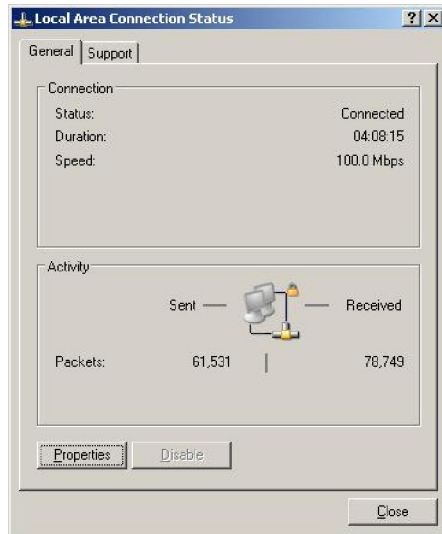 Local Area Connection Status
General Support
Connection
Status: Connected
Duration: 04:08:15
Speed: 100.0 Mbps
Activity
Sent Received
Packets: 61,531 78,749
Properties Disable
Close